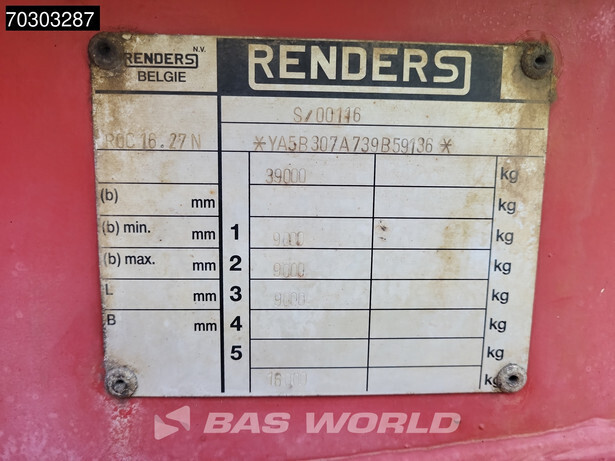 70303287
RENDERS N.V.
BELGIE
RENDERS
S/00116
ROC 16.27 N *YA5R307A739B59136*
39000 kg
(b) mm kg
(b) min. mm 1 9000 kg
(b) max. mm 2 9000 kg
L mm 3 9000 kg
B mm 4 kg
5 kg
kg
BAS WORLD